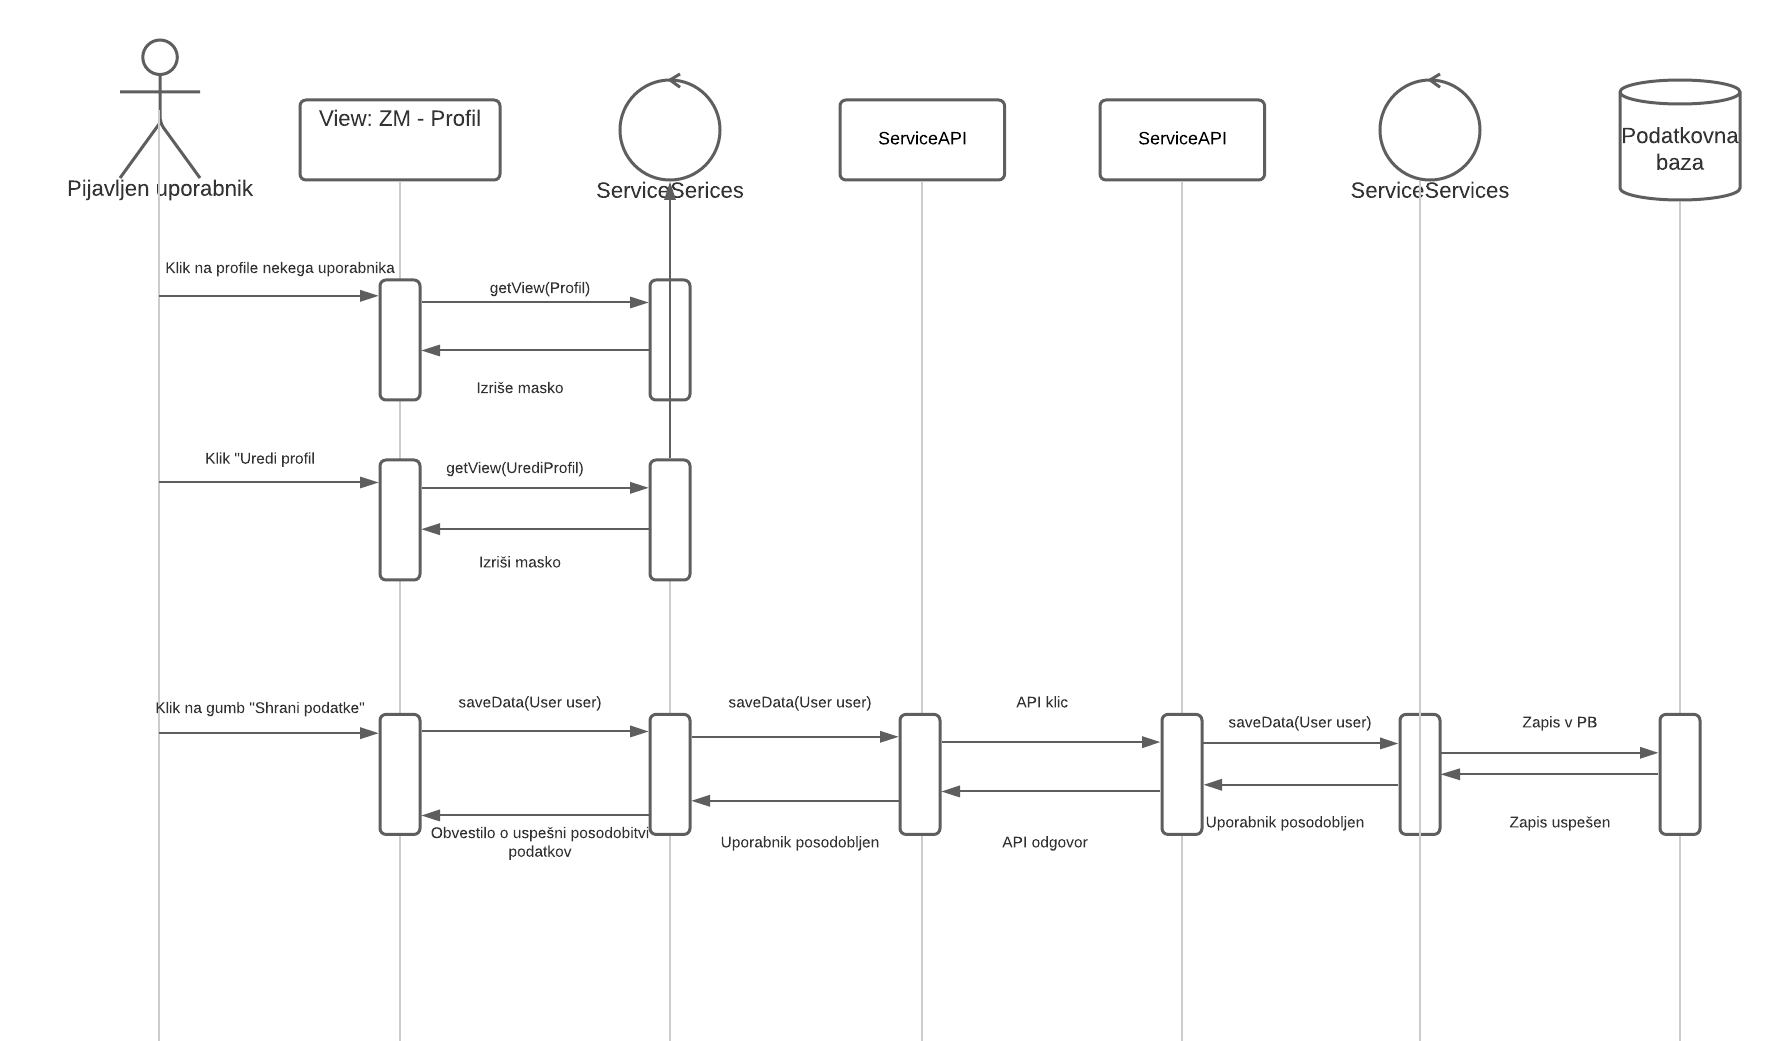 View: ZM - Profil
ServiceAPI
ServiceAPI
Podatkovna
baza
Pijavljen uporabnik
ServiceSerices
ServiceServices
Klik na profile nekega uporabnika
getView(Profil)
Izriše masko
Klik "Uredi profil
getView(UrediProfil)
Izriši masko
Klik na gumb "Shrani podatke"
saveData(User user)
saveData(User user)
API klic
saveData(User user)
Zapis v PB
Obvestilo o uspešni posodobitvi
podatkov
Uporabnik posodobljen
API odgovor
Uporabnik posodobljen
Zapis uspešen